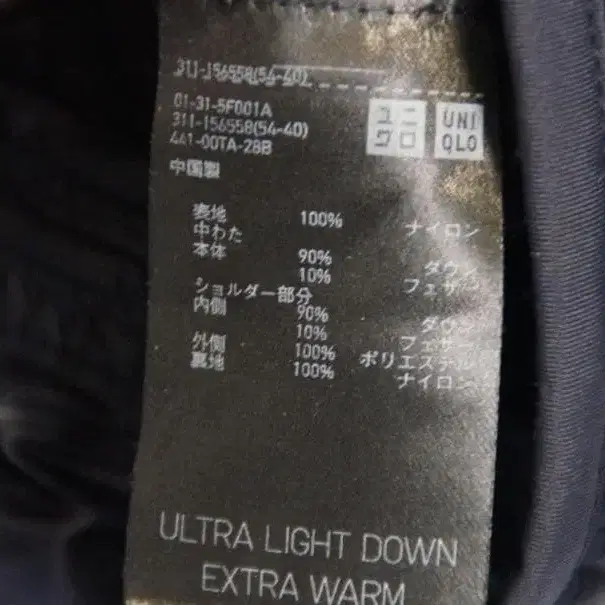 311-156558(54-40)
01-31-5F001A
311-156558(54-40)
441-00TA-28B
中国製
ユニ
クロ
UNI
QLO
表地 100% ナイロン
中わた
本体 90% ダウン
10% フェザー
ショルダー部分
内側 90% ダウン
10% フェザー
外側 100% ポリエステル
裏地 100% ナイロン
ULTRA LIGHT DOWN
EXTRA WARM